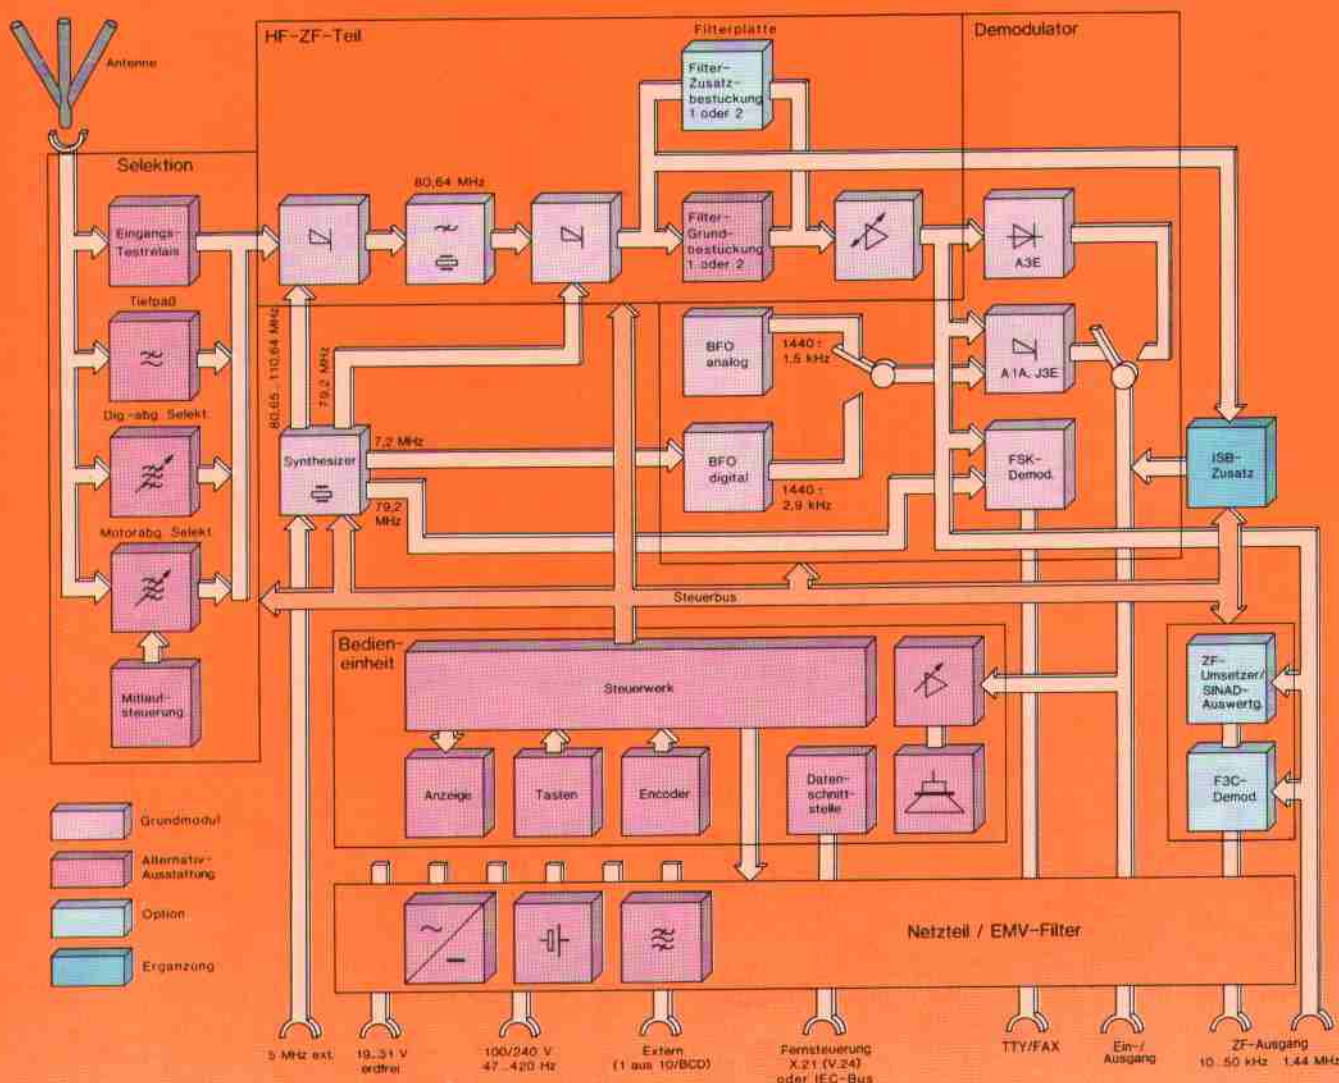 HF-ZF-Teil
Filterplatte
Demodulator
Antenne
Filter-
Zusatz-
bestückung
1 oder 2
Selektion
80,64 MHz
Eingangs-
Testrelais
Filter-
Grund-
bestückung
1 oder 2
A3E
Tiefpaß
80,65...110,64 MHz
79,2 MHz
BFO
analog
1440 ±
1,5 kHz
A1A, J3E
Dig.-abg. Selekt.
Synthesizer
7,2 MHz
BFO
digital
FSK-
Demod.
ISB-
Zusatz
79,2
MHz
1440 ±
2,9 kHz
Motorabg. Selekt.
Steuerbus
Bedien-
einheit
Steuerwerk
ZF-
Umsetzer/
SINAD-
Auswertg.
Mitlauf-
steuerung
Anzeige
Tasten
Encoder
Daten-
schnitt-
stelle
F3C-
Demod.
Grundmodul
Alternativ-
Ausstattung
Option
Ergänzung
Netzteil / EMV-Filter
5 MHz ext.
19...31 V
erdfrei
100/240 V
47...420 Hz
Extern
(1 aus 10/BCD)
Fernsteuerung
X.21 (V.24)
oder IEC-Bus
TTY/FAX
Ein-/
Ausgang
ZF-Ausgang
10...50 kHz
1,44 MHz